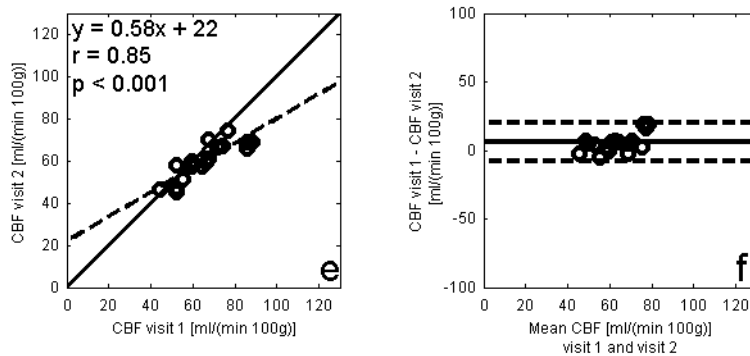 y = 0.58x + 22
r = 0.85
p < 0.001
CBF visit 2 [ml/(min 100g)]
120
100
80
60
40
20
0
0 20 40 60 80 100 120
CBF visit 1 [ml/(min 100g)]
e
CBF visit 1 - CBF visit 2
[ml/(min 100g)]
100
50
0
-50
-100
0 20 40 60 80 100 120
Mean CBF [ml/(min 100g)]
visit 1 and visit 2
f